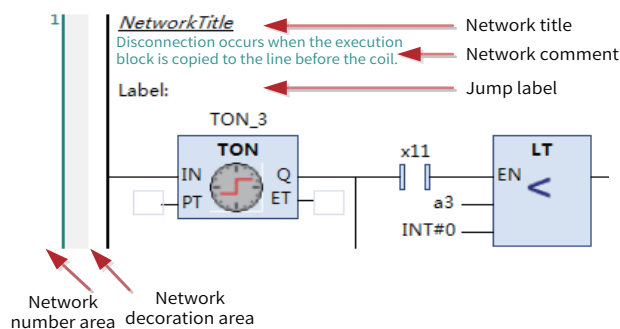 1
NetworkTitle
Network title
Disconnection occurs when the execution
block is copied to the line before the coil.
Network comment
Label:
Jump label
TON_3
TON
x11
LT
IN
Q
EN
PT
ET
a3
<
INT#0
Network
number area
Network
decoration area